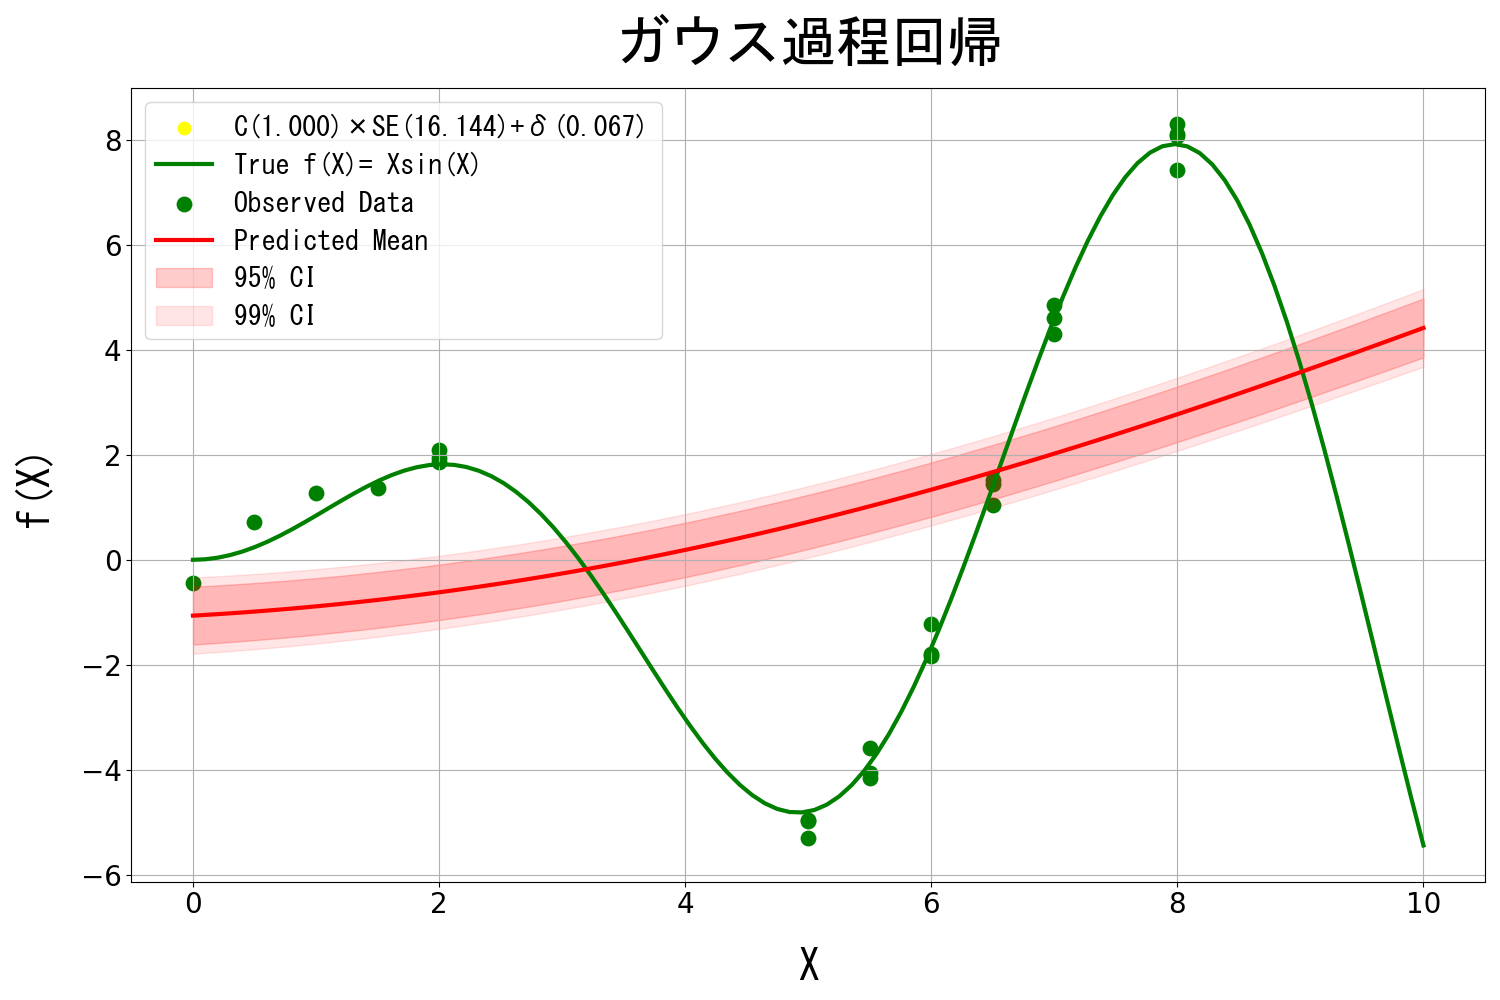 ガウス過程回帰
C(1.000)×SE(16.144)+δ(0.067)
True f(X)= Xsin(X)
Observed Data
Predicted Mean
95% CI
99% CI
f(X)
8
6
4
2
0
−2
−4
−6
0 2 4 6 8 10
X